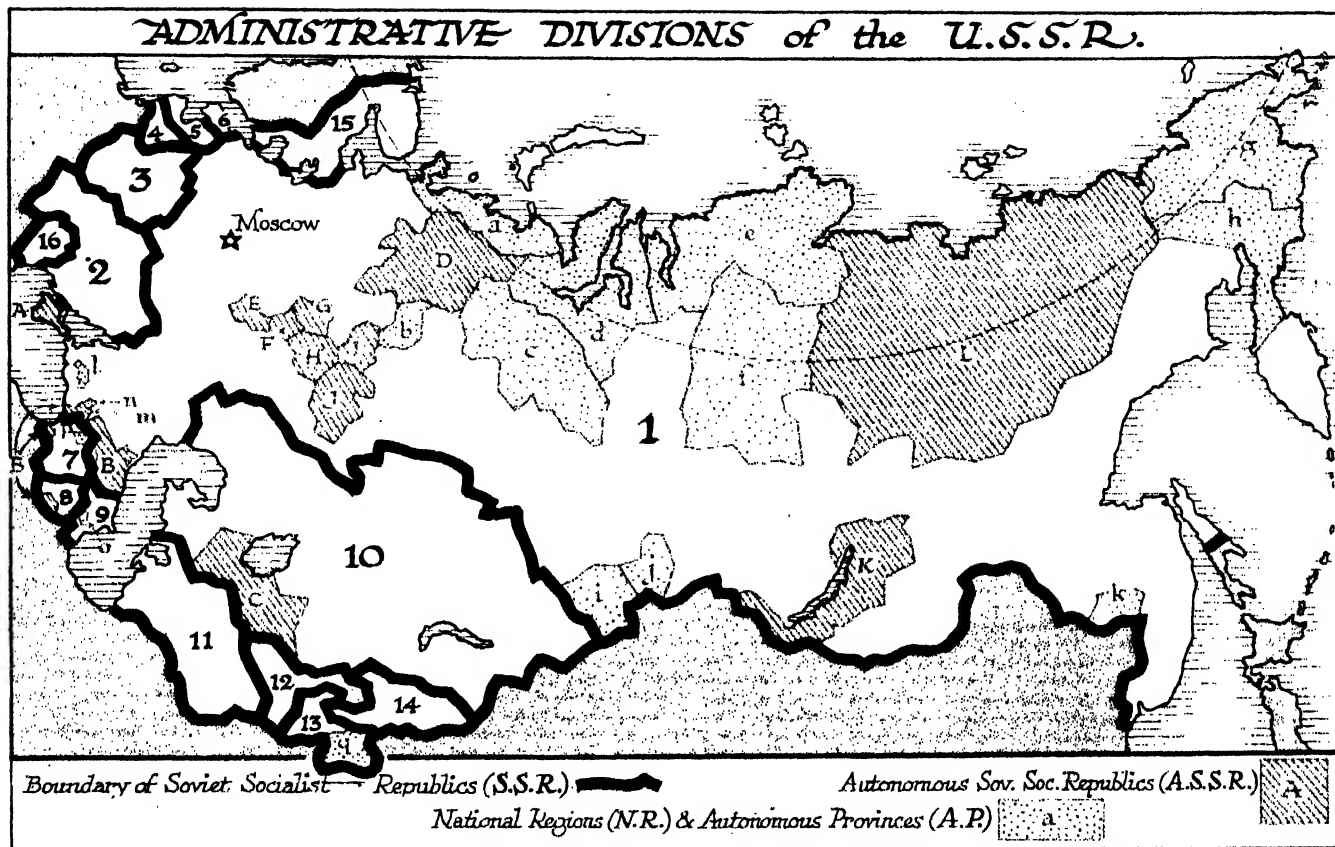 ADMINISTRATIVE DIVISIONS of the U.S.S.R.
15
4 5 6
3
Moscow
a
g
e
h
16
2
D
A
E
G
F
b
H
c
d
f
L
J
l
n
m
1
7
B
8
9
10
C
K
i
j
k
11
12
14
13
q
Boundary of Soviet Socialist Republics (S.S.R.)
Autonomous Sov. Soc. Republics (A.S.S.R.) A
National Regions (N.R.) & Autonomous Provinces (A.P.) a